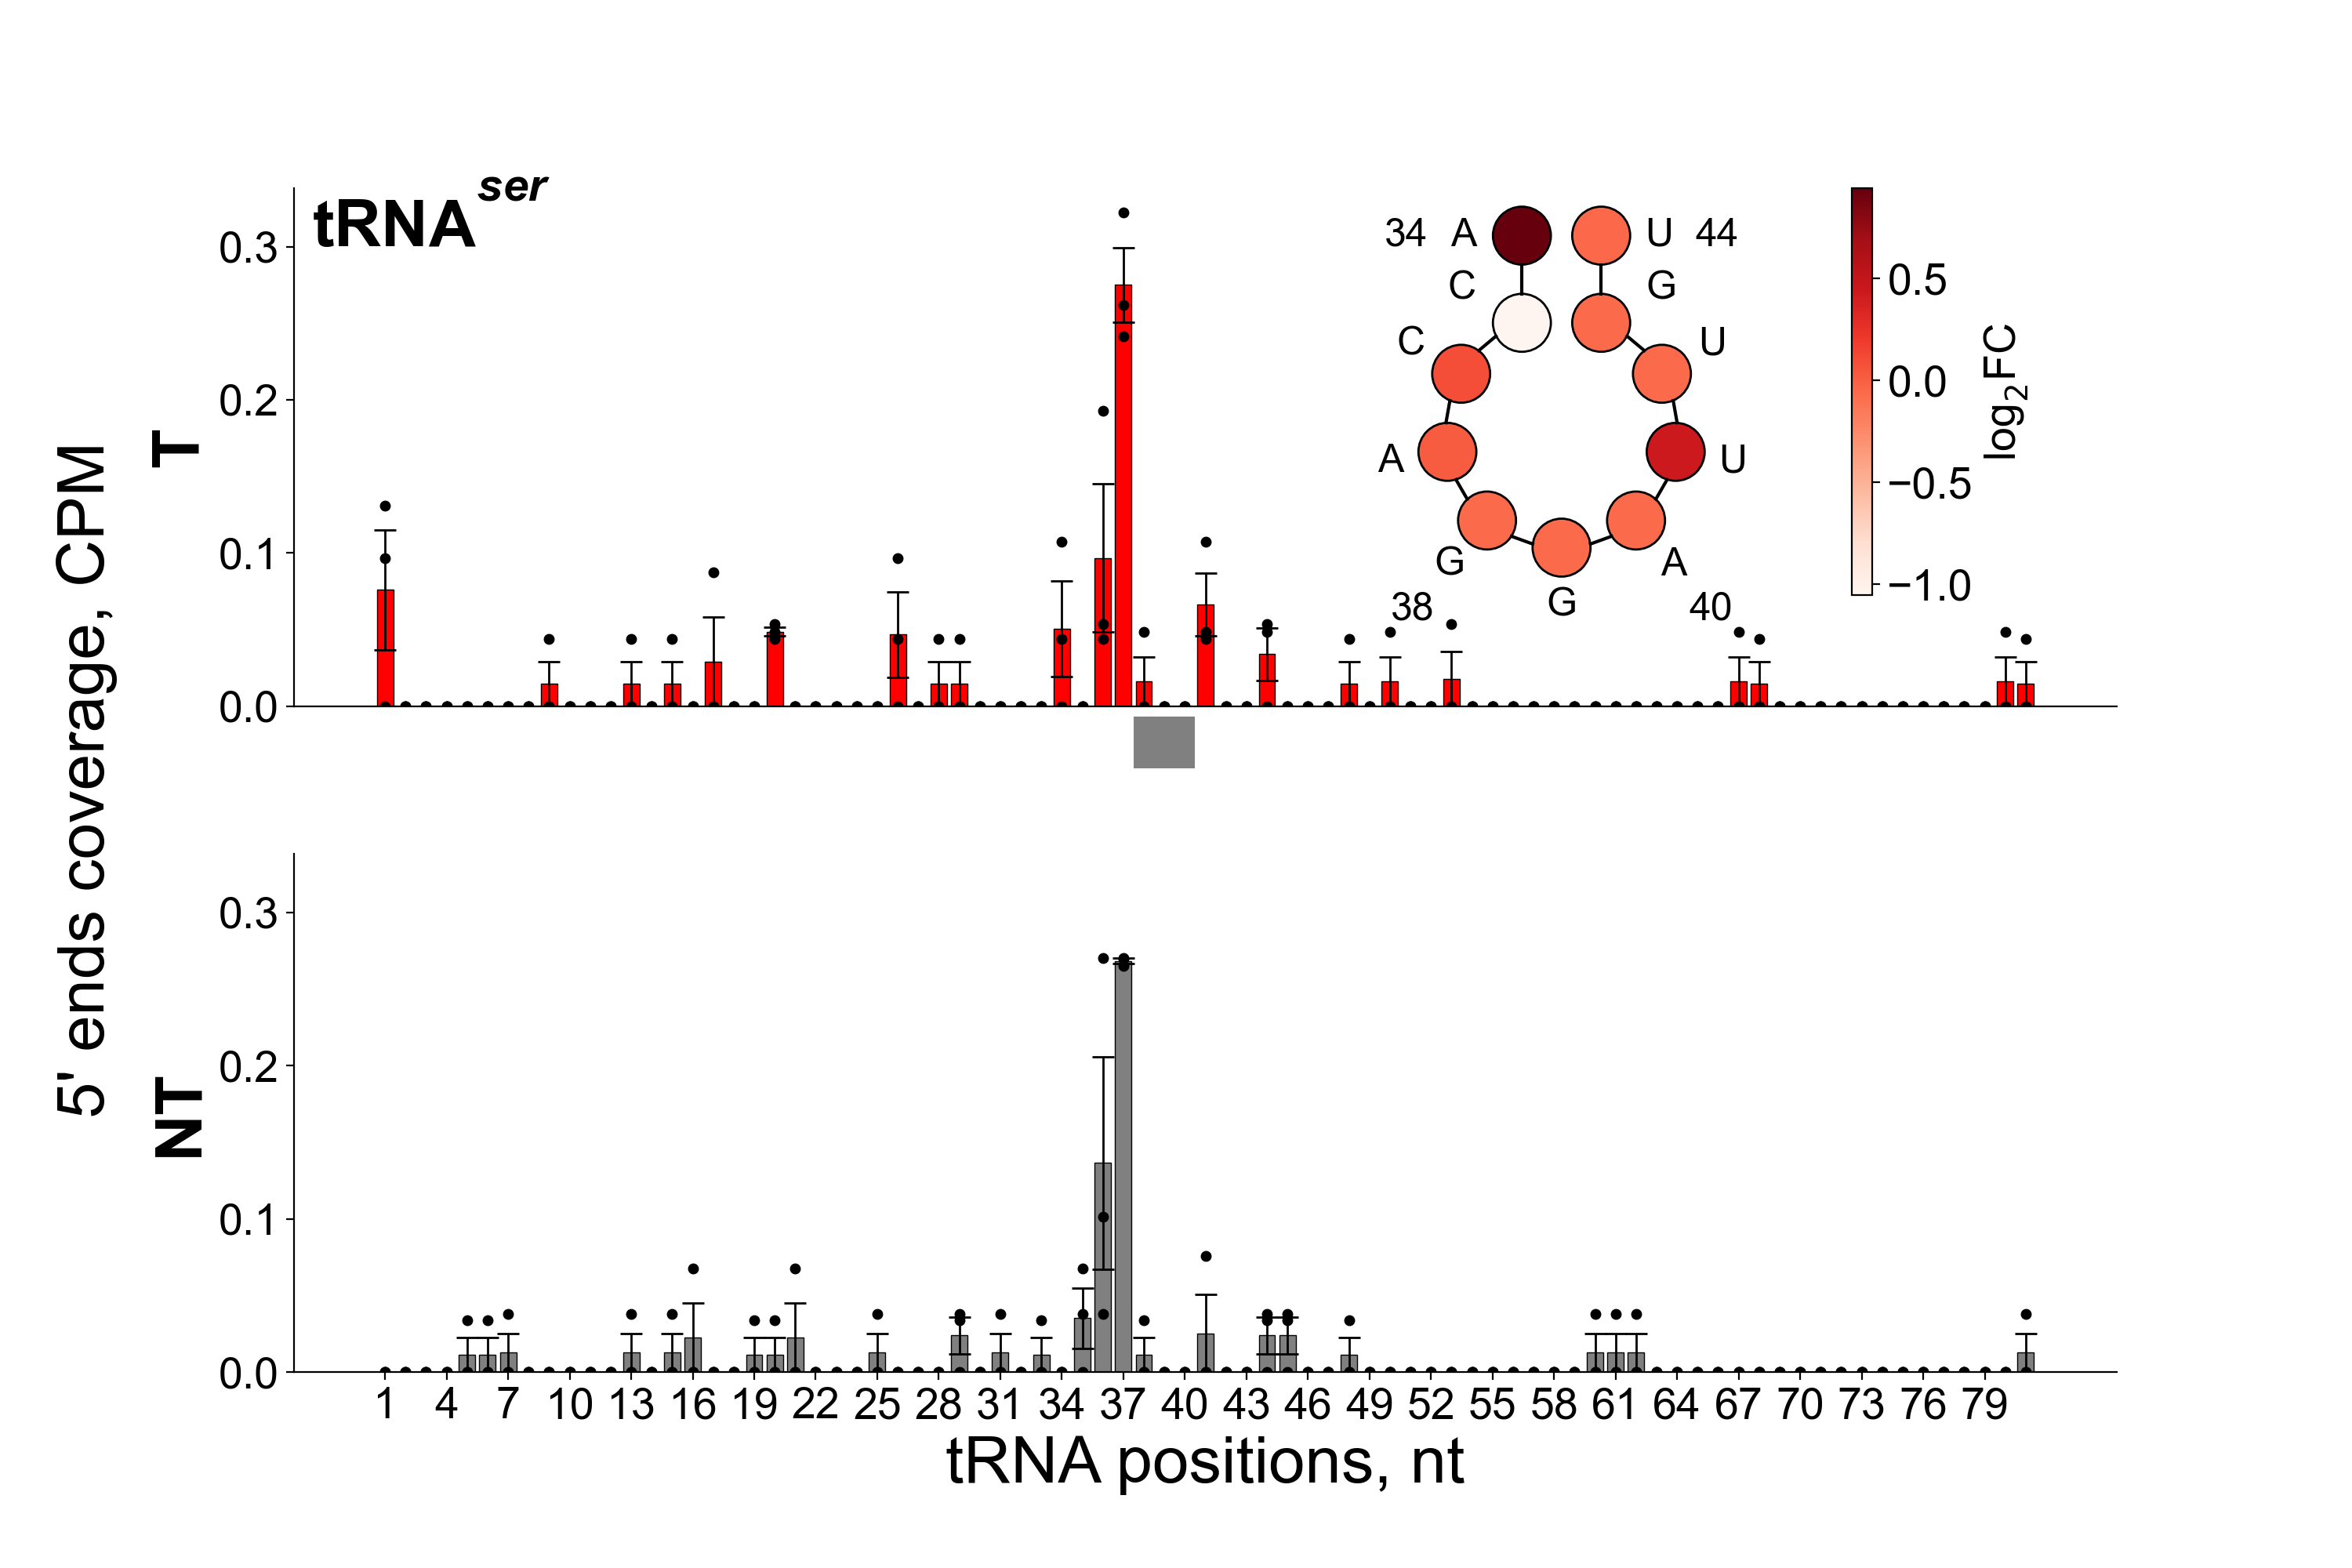 tRNA^ser
5' ends coverage, CPM
T
0.3
0.2
0.1
0.0
34 A U 44
C G
C U
A U
G A
G
38 40
0.5
0.0
−0.5
−1.0
log₂FC
NT
0.3
0.2
0.1
0.0
1 4 7 10 13 16 19 22 25 28 31 34 37 40 43 46 49 52 55 58 61 64 67 70 73 76 79
tRNA positions, nt